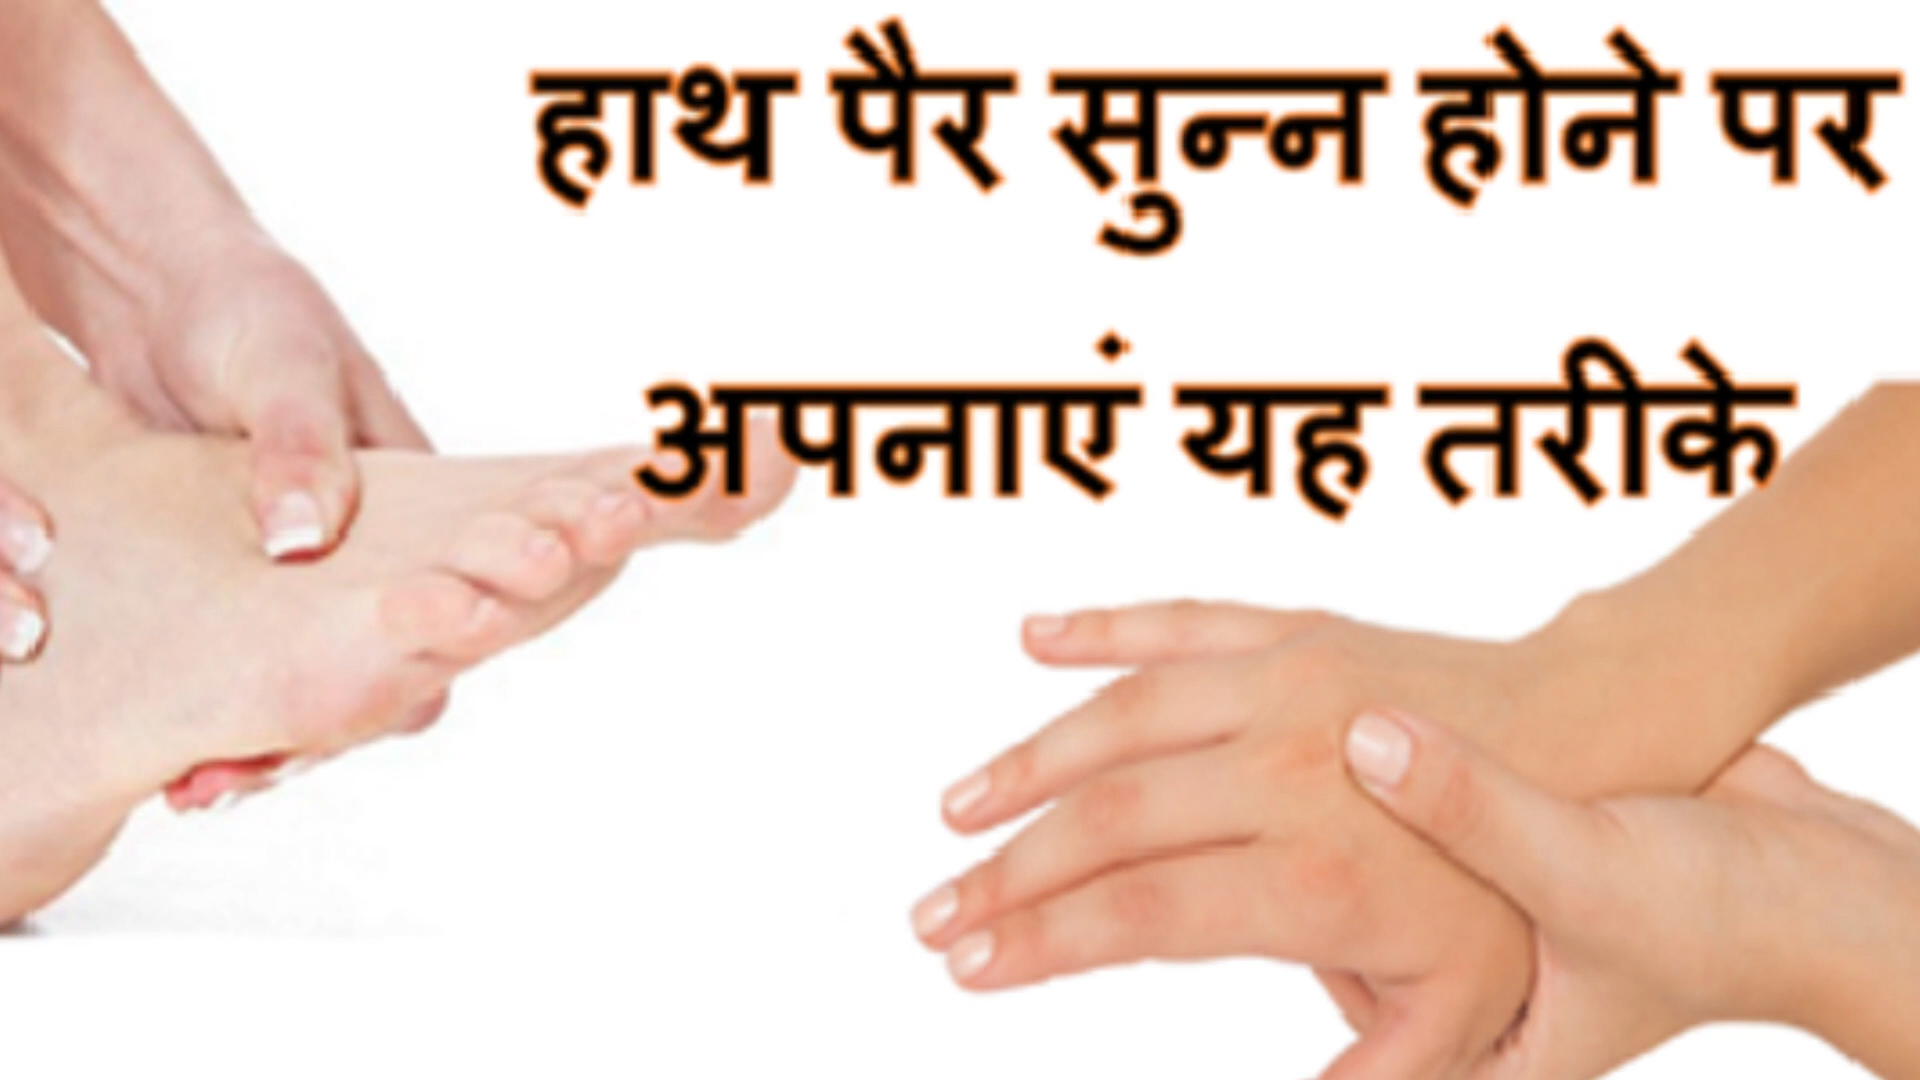 हाथ पैर सुन्न होने पर
अपनाएं यह तरीके